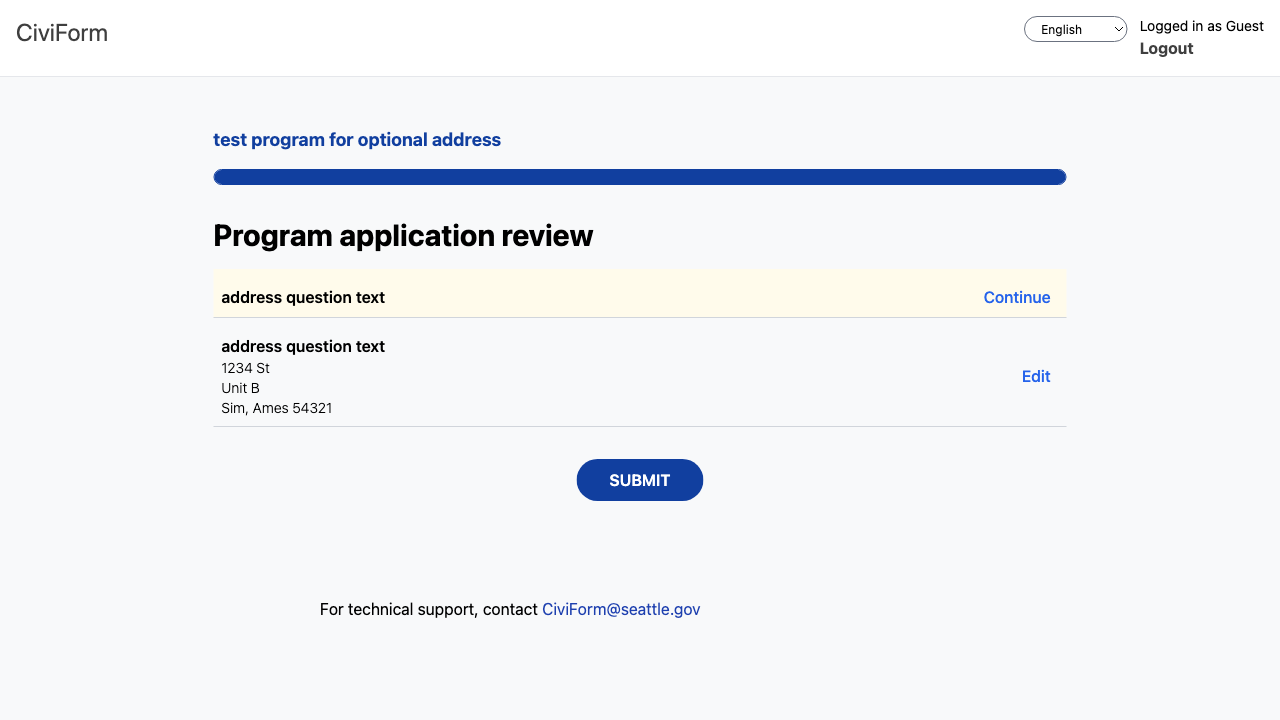 CiviForm
English
Logged in as Guest
Logout
test program for optional address
Program application review
address question text
Continue
address question text
1234 St
Unit B
Sim, Ames 54321
Edit
SUBMIT
For technical support, contact CiviForm@seattle.gov